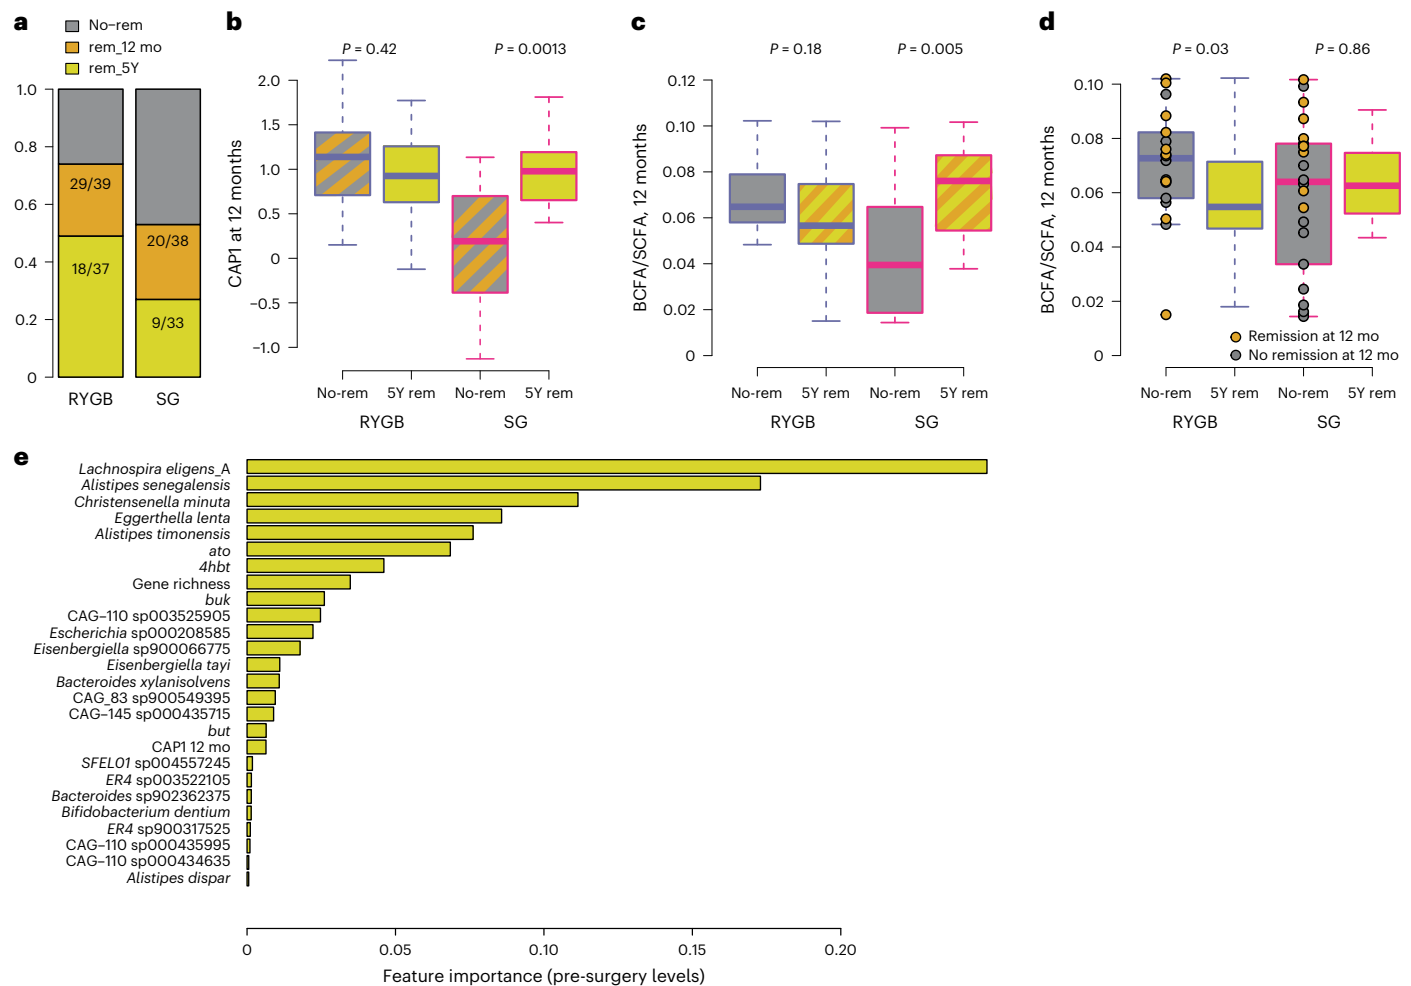 a
No–rem
rem_12 mo
rem_5Y
1.0
0.8
0.6
0.4
0.2
0
29/39
18/37
20/38
9/33
RYGB
SG
b
P = 0.42
P = 0.0013
CAP1 at 12 months
2.0
1.5
1.0
0.5
0
–0.5
–1.0
No-rem
5Y rem
No-rem
5Y rem
RYGB
SG
c
P = 0.18
P = 0.005
BCFA/SCFA, 12 months
0.12
0.10
0.08
0.06
0.04
0.02
0
No-rem
5Y rem
No-rem
5Y rem
RYGB
SG
d
P = 0.03
P = 0.86
BCFA/SCFA, 12 months
0.10
0.08
0.06
0.04
0.02
0
Remission at 12 mo
No remission at 12 mo
No-rem
5Y rem
No-rem
5Y rem
RYGB
SG
e
Lachnospira eligens_A
Alistipes senegalensis
Christensenella minuta
Eggerthella lenta
Alistipes timonensis
ato
4hbt
Gene richness
buk
CAG–110 sp003525905
Escherichia sp000208585
Eisenbergiella sp900066775
Eisenbergiella tayi
Bacteroides xylanisolvens
CAG_83 sp900549395
CAG–145 sp000435715
but
CAP1 12 mo
SFEL01 sp004557245
ER4 sp003522105
Bacteroides sp902362375
Bifidobacterium dentium
ER4 sp900317525
CAG–110 sp000435995
CAG–110 sp000434635
Alistipes dispar
0
0.05
0.10
0.15
0.20
Feature importance (pre-surgery levels)